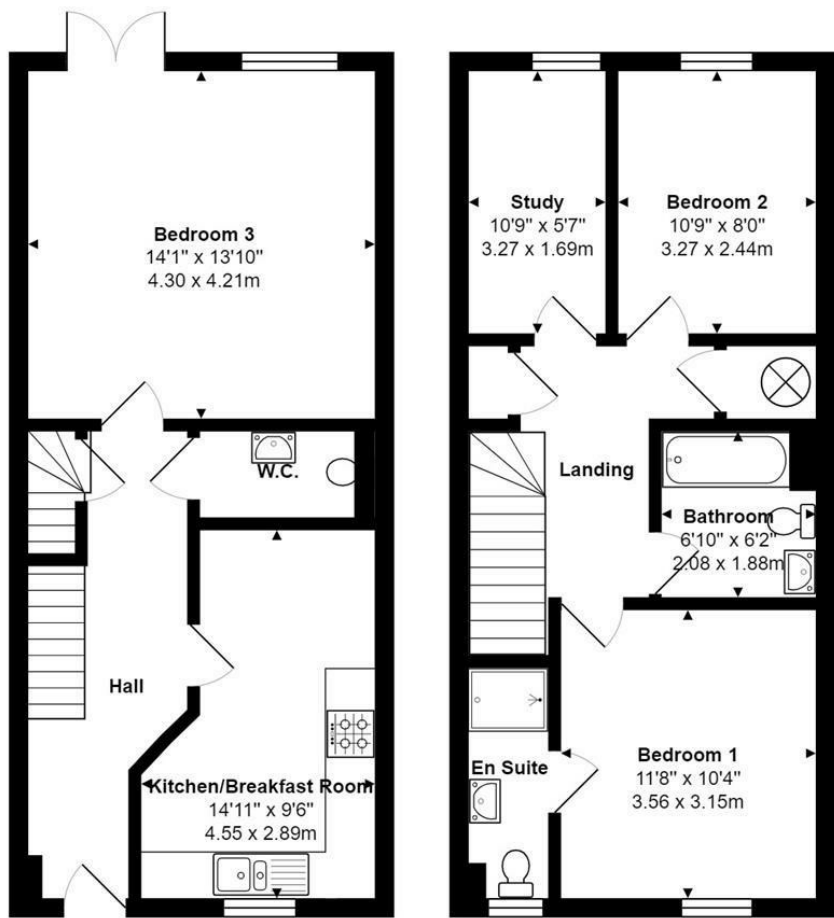 Bedroom 3
14'1" x 13'10"
4.30 x 4.21m
W.C.
Hall
Kitchen/Breakfast Room
14'11" x 9'6"
4.55 x 2.89m
Study
10'9" x 5'7"
3.27 x 1.69m
Bedroom 2
10'9" x 8'0"
3.27 x 2.44m
Landing
Bathroom
6'10" x 6'2"
2.08 x 1.88m
En Suite
Bedroom 1
11'8" x 10'4"
3.56 x 3.15m